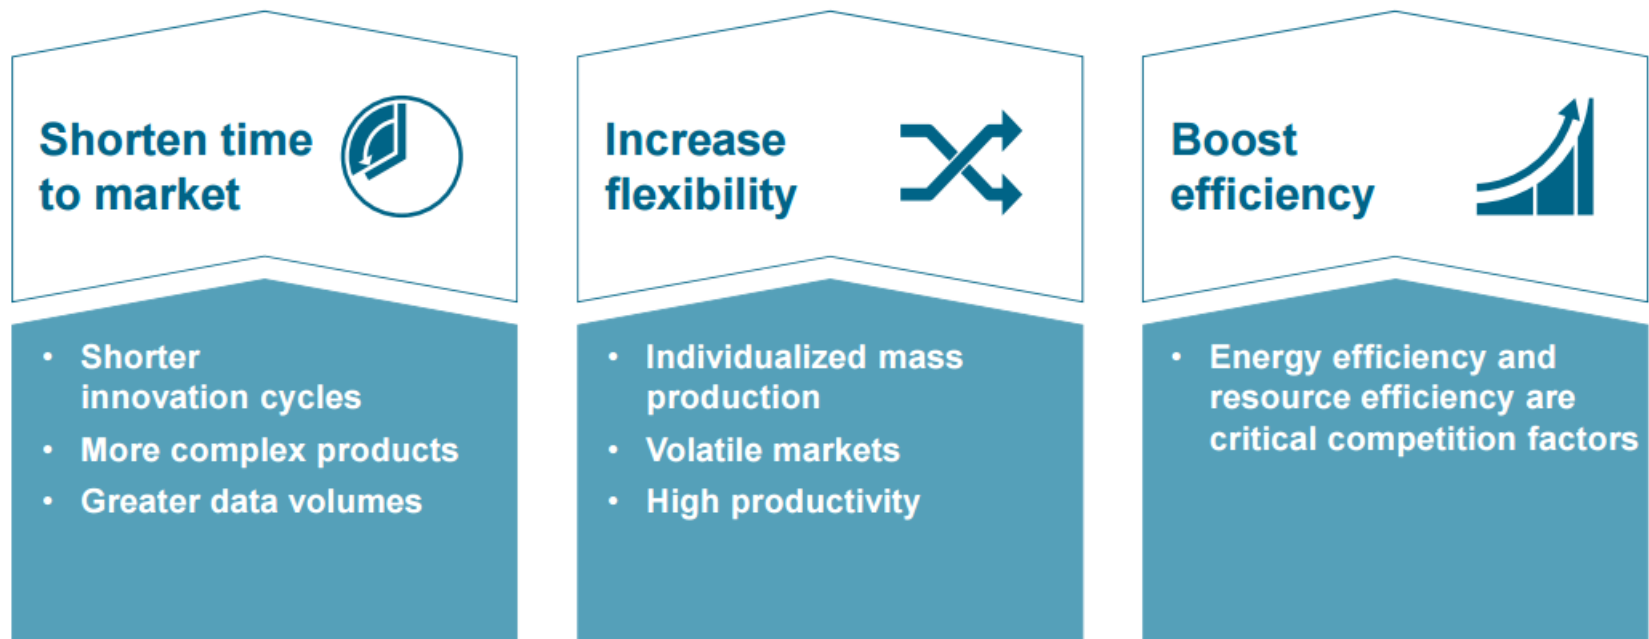 Shorten time
to market
• Shorter
innovation cycles
• More complex products
• Greater data volumes
Increase
flexibility
• Individualized mass
production
• Volatile markets
• High productivity
Boost
efficiency
• Energy efficiency and
resource efficiency are
critical competition factors